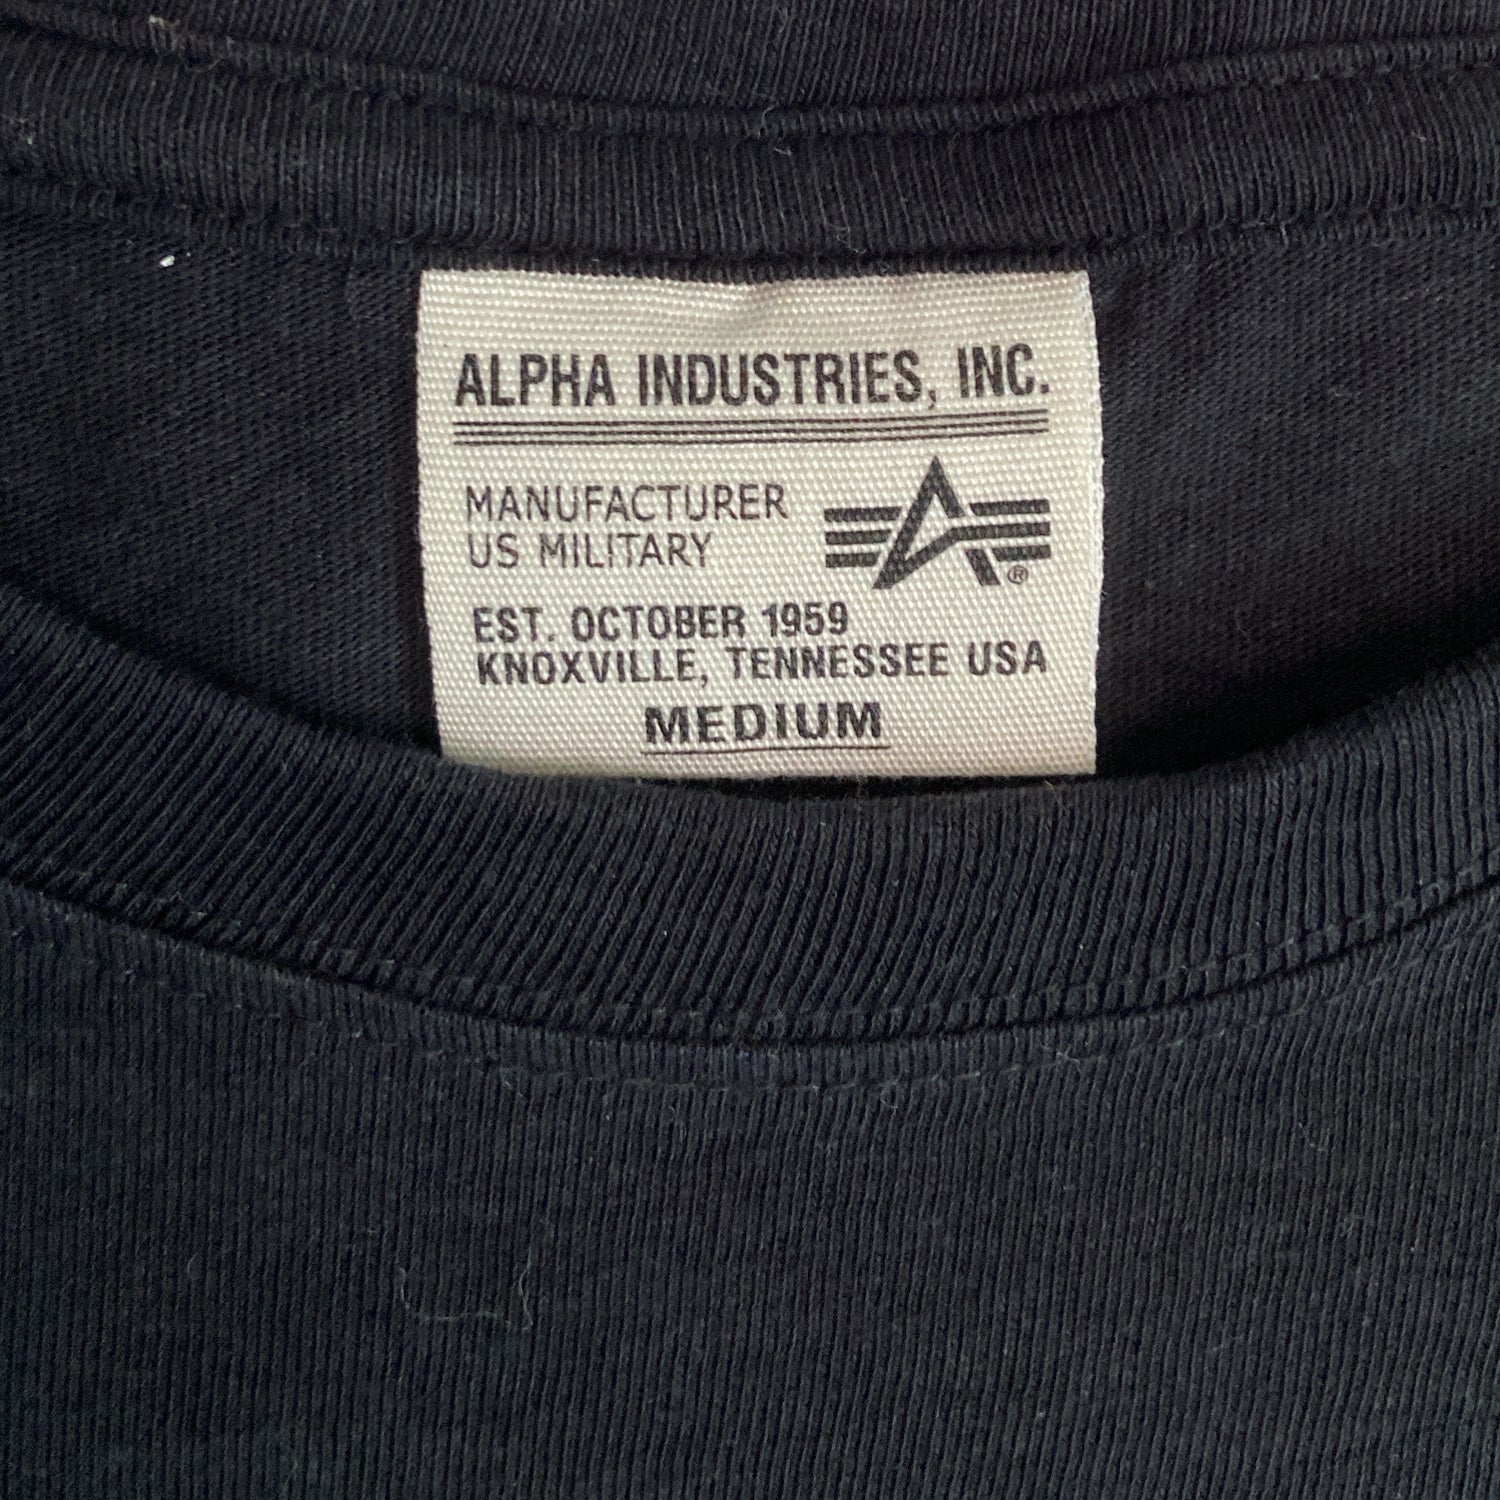 ALPHA INDUSTRIES, INC.
MANUFACTURER
US MILITARY
®
EST. OCTOBER 1959
KNOXVILLE, TENNESSEE USA
MEDIUM